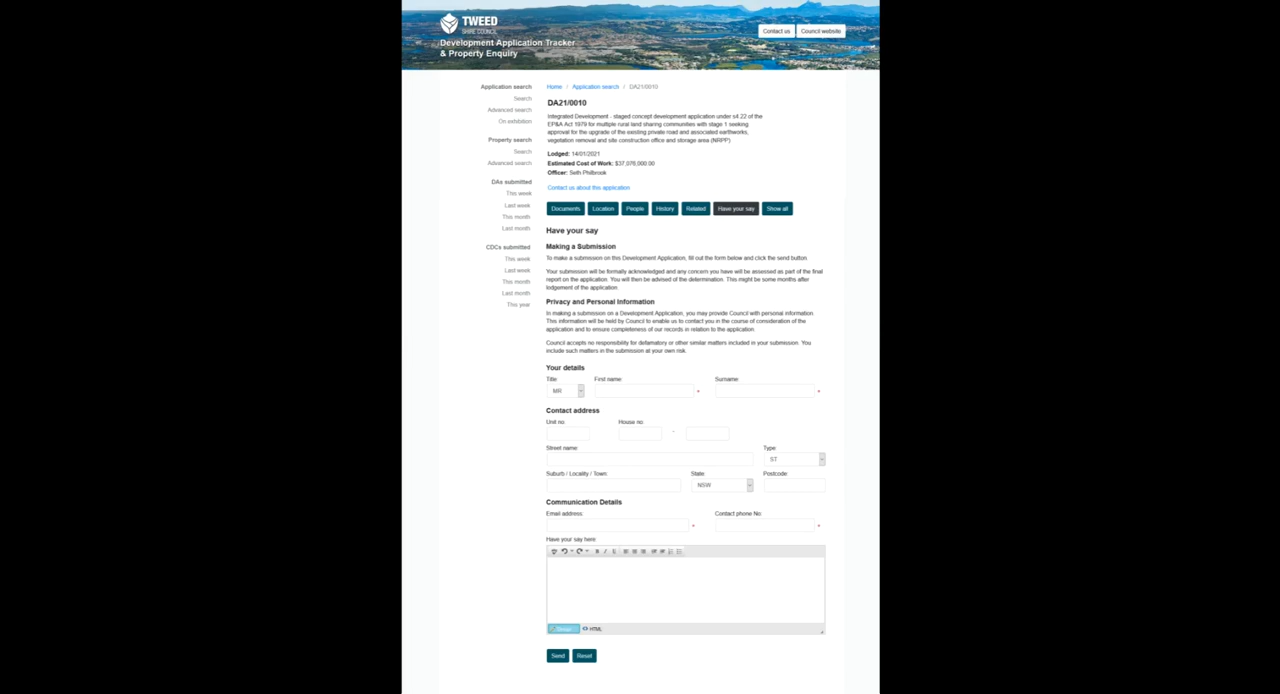 TWEED
SHIRE COUNCIL
Development Application Tracker
& Property Enquiry
Contact us
Council website
Application search
Search
Advanced search
On exhibition
Property search
Search
Advanced search
DAs submitted
This week
Last week
This month
Last month
CDCs submitted
This week
Last week
This month
Last month
This year
Home / Application search / DA21/0010
DA21/0010
Integrated Development - staged concept development application under s4.22 of the
EP&A Act 1979 for multiple rural land sharing communities with stage 1 seeking
approval for the upgrade of the existing private road and associated earthworks,
vegetation removal and site construction office and storage area (NRPP)
Lodged: 14/01/2021
Estimated Cost of Work: $37,076,000.00
Officer: Seth Philbrook
Contact us about this application
Documents Location People History Related Have your say Show all
Have your say
Making a Submission
To make a submission on this Development Application, fill out the form below and click the send button.
Your submission will be formally acknowledged and any concern you have will be assessed as part of the final
report on the application. You will then be advised of the determination. This might be some months after
lodgement of the application
Privacy and Personal Information
In making a submission on a Development Application, you may provide Council with personal information.
This information will be held by Council to enable us to contact you in the course of consideration of the
application and to ensure completeness of our records in relation to the application
Council accepts no responsibility for defamatory or other similar matters included in your submission. You
include such matters in the submission at your own risk.
Your details
Title: First name: Surname:
MR * *
Contact address
Unit no: House no:
-
Street name: Type:
ST
Suburb / Locality / Town: State: Postcode:
NSW
Communication Details
Email address: Contact phone No:
* *
Have your say here:
B I U
Design HTML
Send Reset